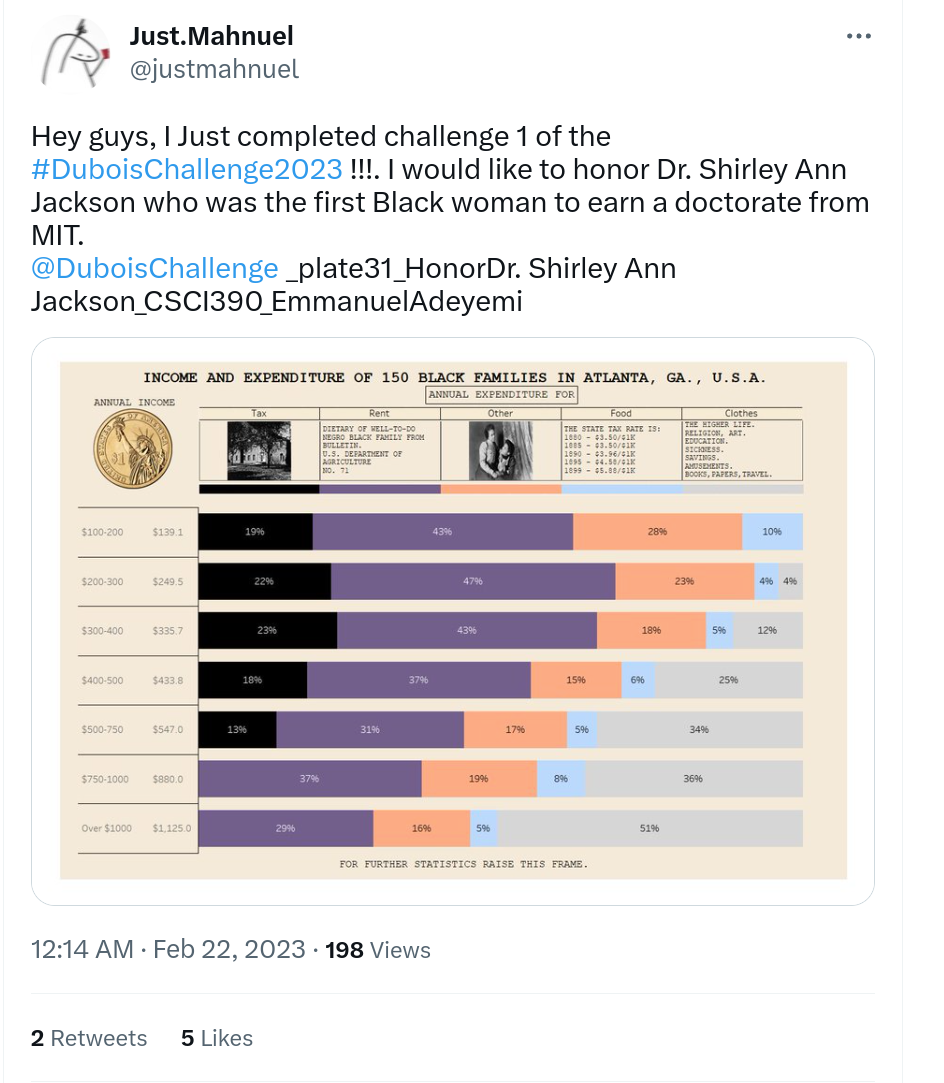 Just.Mahnuel
@justmahnuel
Hey guys, I Just completed challenge 1 of the
#DuboisChallenge2023 !!!. I would like to honor Dr. Shirley Ann
Jackson who was the first Black woman to earn a doctorate from
MIT.
@DuboisChallenge _plate31_HonorDr. Shirley Ann
Jackson_CSCI390_EmmanuelAdeyemi
INCOME AND EXPENDITURE OF 150 BLACK FAMILIES IN ATLANTA, GA., U.S.A.
ANNUAL EXPENDITURE FOR
ANNUAL INCOME
Tax Rent Other Food Clothes
DIETARY OF WELL-TO-DO
NEGRO BLACK FAMILY FROM
BULLETIN.
U.S. DEPARTMENT OF
AGRICULTURE
NO. 71
THE STATE TAX RATE IS:
1880 - $3.50/$1K
1885 - $3.50/$1K
1890 - $3.96/$1K
1895 - $4.58/$1K
1899 - $5.88/$1K
THE HIGHER LIFE.
RELIGION, ART.
EDUCATION.
SICKNESS.
SAVINGS.
AMUSEMENTS.
BOOKS,PAPERS,TRAVEL.
$1
$100-200 $139.1 19% 43% 28% 10%
$200-300 $249.5 22% 47% 23% 4% 4%
$300-400 $335.7 23% 43% 18% 5% 12%
$400-500 $433.8 18% 37% 15% 6% 25%
$500-750 $547.0 13% 31% 17% 5% 34%
$750-1000 $880.0 37% 19% 8% 36%
Over $1000 $1,125.0 29% 16% 5% 51%
FOR FURTHER STATISTICS RAISE THIS FRAME.
12:14 AM · Feb 22, 2023 · 198 Views
2 Retweets 5 Likes